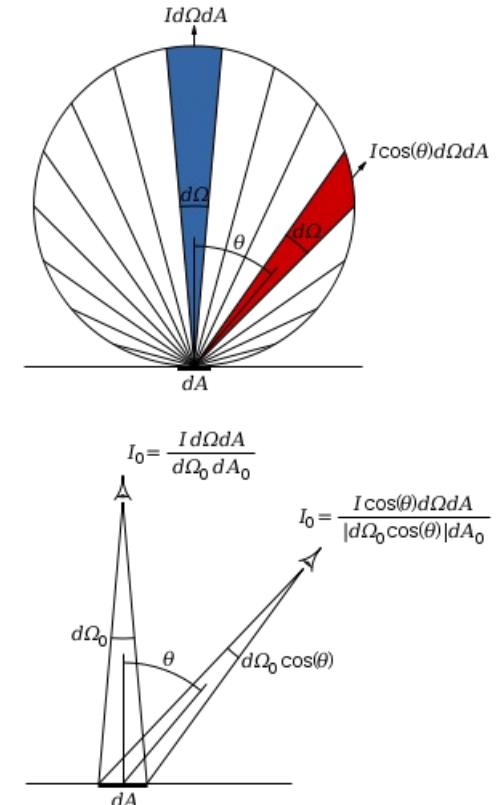 IdΩdA
Icos(θ)dΩdA
dΩ
θ
dΩ
dA
I₀= IdΩdA
dΩ₀ dA₀
I₀= Icos(θ)dΩdA
|dΩ₀cos(θ)|dA₀
dΩ₀
θ
dΩ₀cos(θ)
dA